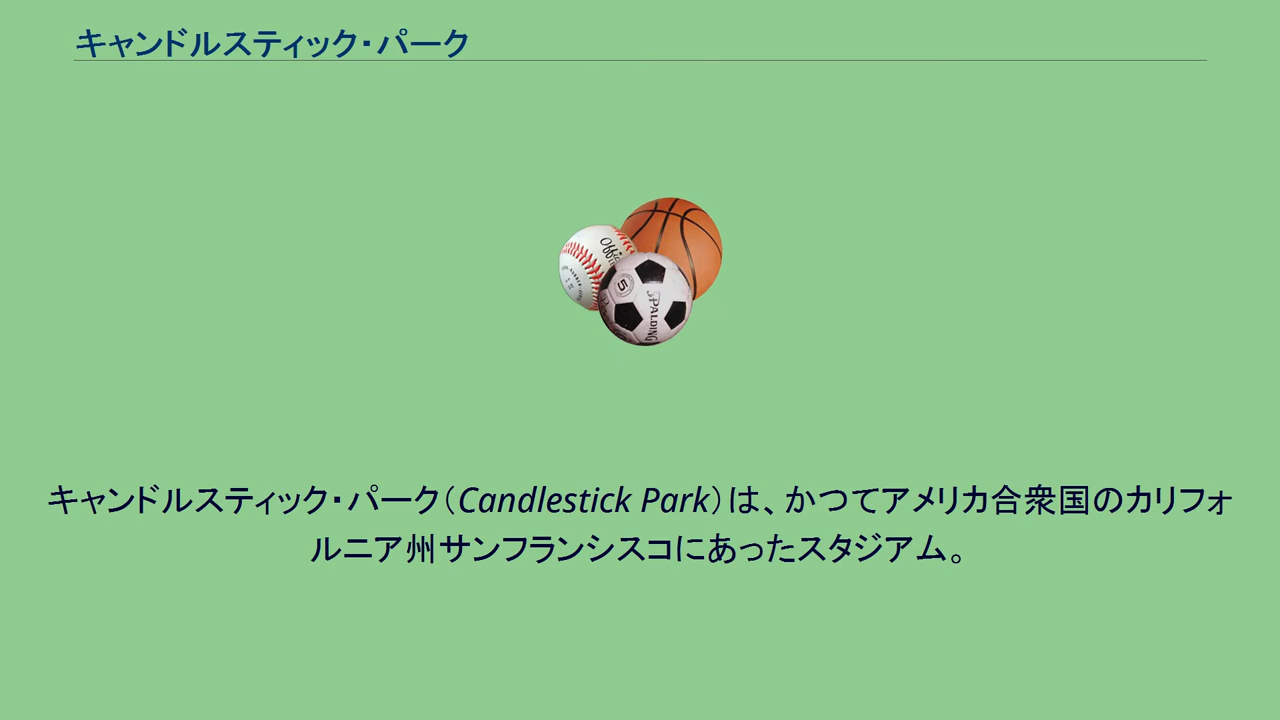 キャンドルスティック・パーク
Offici
5
SPALDING
キャンドルスティック・パーク（Candlestick Park）は、かつてアメリカ合衆国のカリフォ
ルニア州サンフランシスコにあったスタジアム。